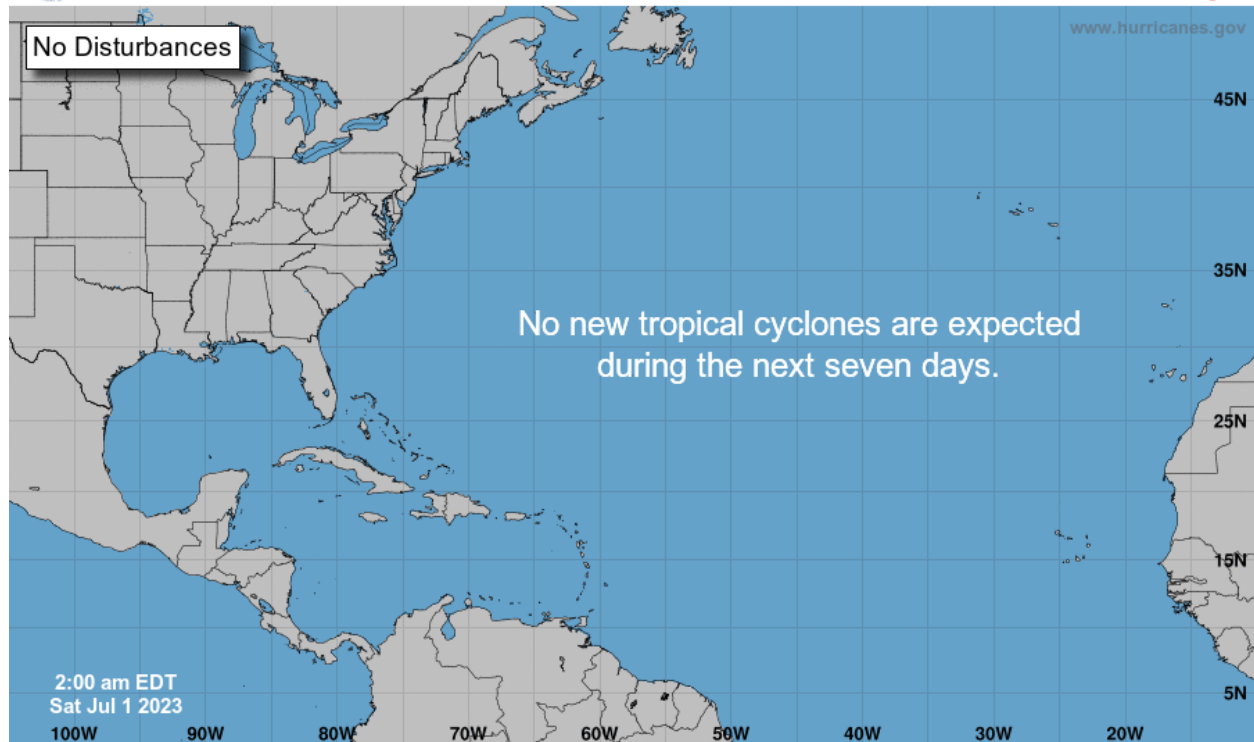 No Disturbances
www.hurricanes.gov
45N
35N
No new tropical cyclones are expected
during the next seven days.
25N
15N
2:00 am EDT
Sat Jul 1 2023
5N
100W 90W 80W 70W 60W 50W 40W 30W 20W